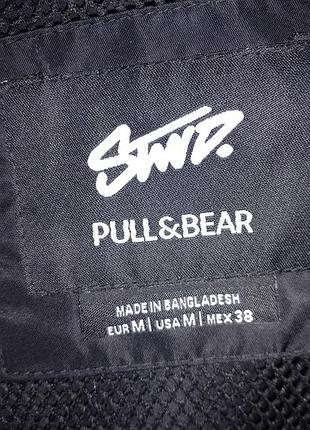 STWD.
PULL&BEAR
MADE IN BANGLADESH
EUR M | USA M | MEX 38